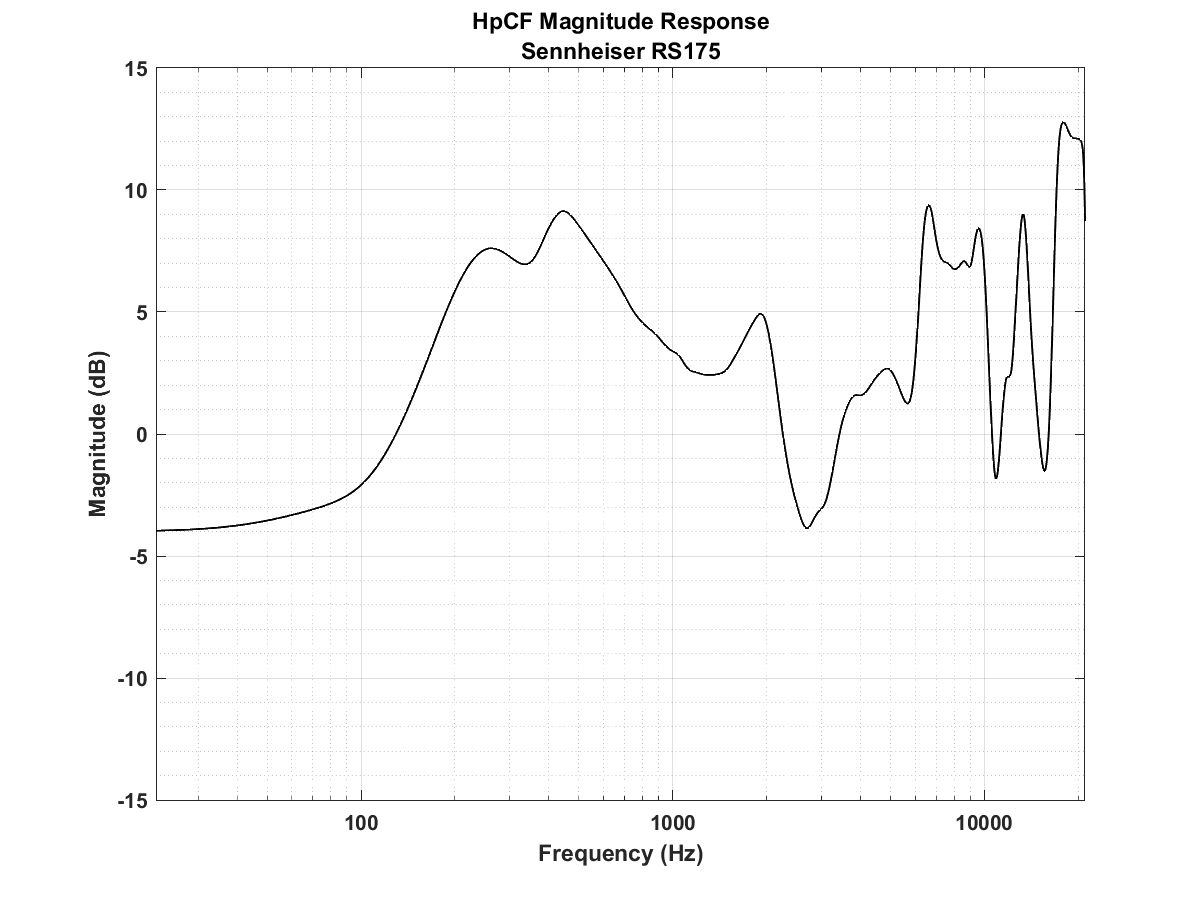 HpCF Magnitude Response
Sennheiser RS175
15
10
5
0
-5
-10
-15
Magnitude (dB)
100
1000
10000
Frequency (Hz)